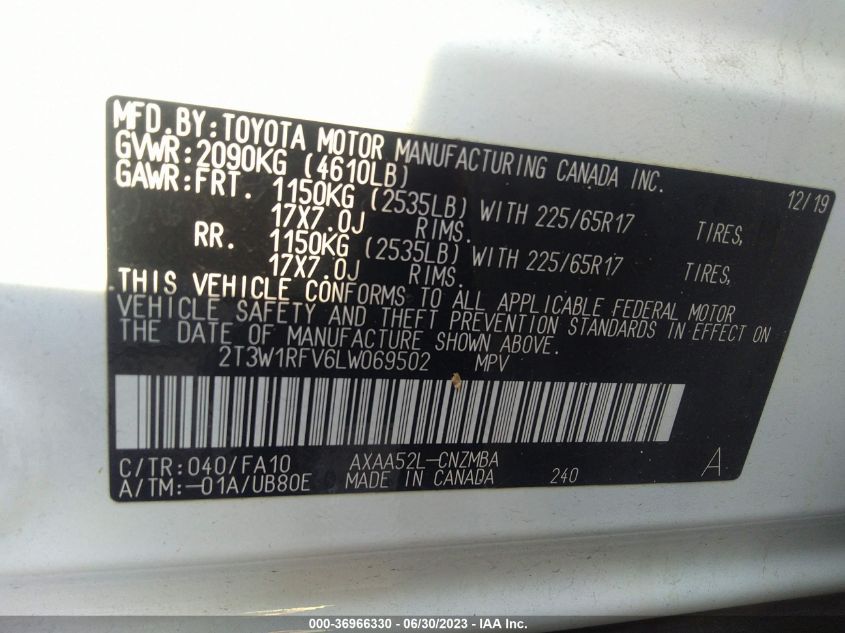 MFD.BY:TOYOTA MOTOR MANUFACTURING CANADA INC.
GVWR:2090KG (4610LB) 12/19
GAWR:FRT. 1150KG (2535LB) WITH 225/65R17 TIRES,
17X7.0J RIMS.
RR. 1150KG (2535LB) WITH 225/65R17 TIRES,
17X7.0J RIMS.
THIS VEHICLE CONFORMS TO ALL APPLICABLE FEDERAL MOTOR
VEHICLE SAFETY AND THEFT PREVENTION STANDARDS IN EFFECT ON
THE DATE OF MANUFACTURE SHOWN ABOVE.
2T3W1RFV6LW069502 MPV
C/TR:040/FA10 AXAA52L-CNZMBA A
A/TM:-01A/UB80E MADE IN CANADA 240
000-36966330 - 06/30/2023 - IAA Inc.